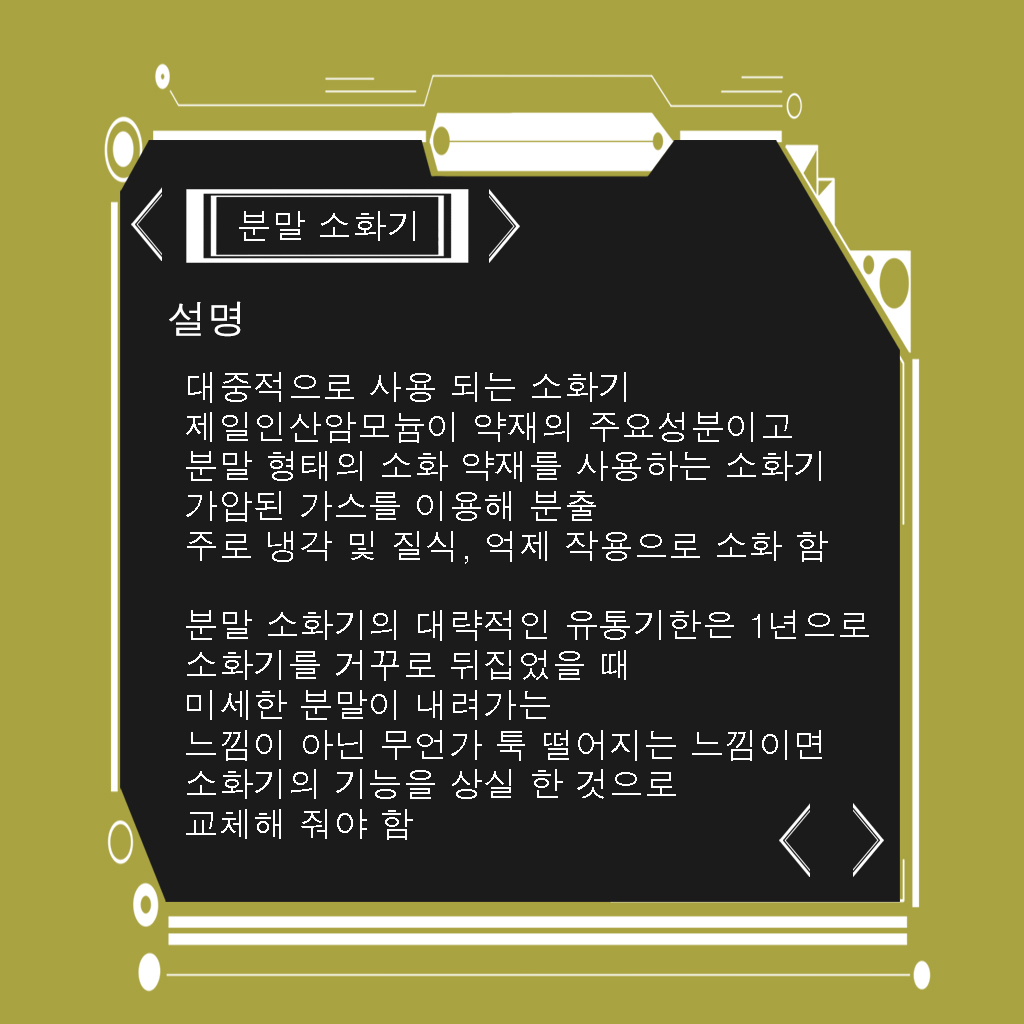 분말 소화기
설명
대중적으로 사용 되는 소화기
제일인산암모늄이 약재의 주요성분이고
분말 형태의 소화 약재를 사용하는 소화기
가압된 가스를 이용해 분출
주로 냉각 및 질식, 억제 작용으로 소화 함
분말 소화기의 대략적인 유통기한은 1년으로
소화기를 거꾸로 뒤집었을 때
미세한 분말이 내려가는
느낌이 아닌 무언가 툭 떨어지는 느낌이면
소화기의 기능을 상실 한 것으로
교체해 줘야 함